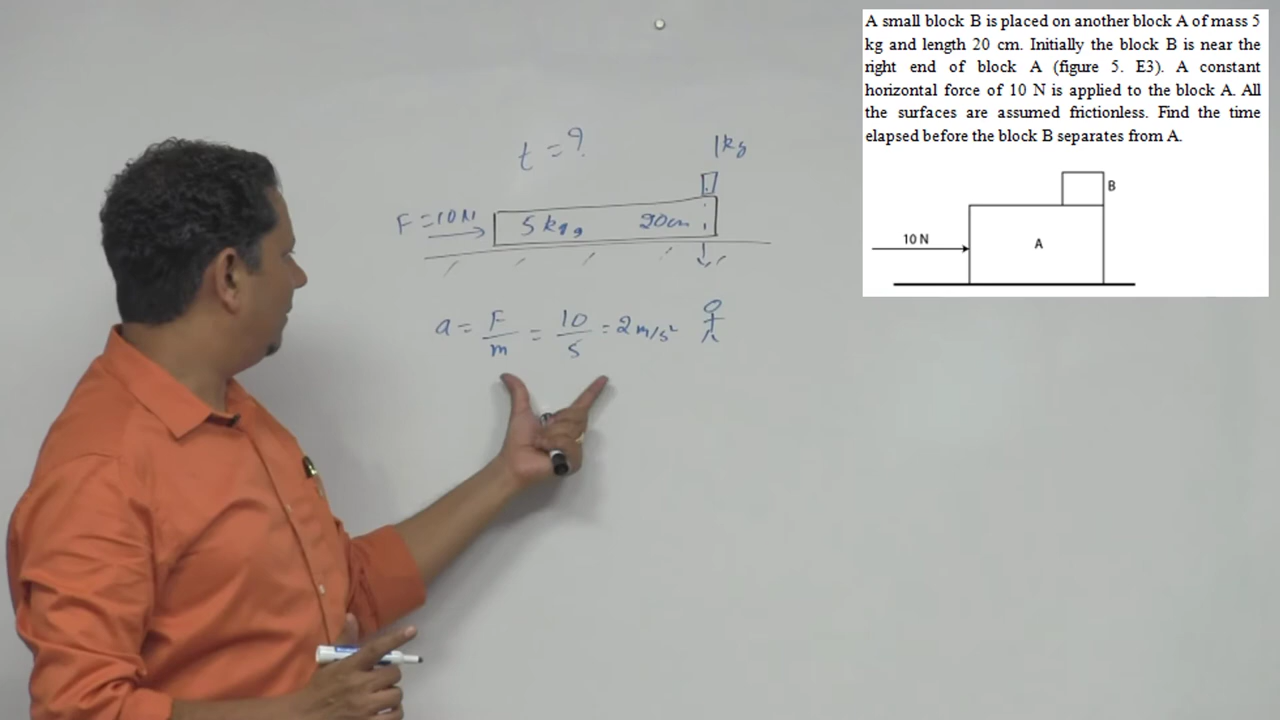 A small block B is placed on another block A of mass 5
kg and length 20 cm. Initially the block B is near the
right end of block A (figure 5. E3). A constant
horizontal force of 10 N is applied to the block A. All
the surfaces are assumed frictionless. Find the time
elapsed before the block B separates from A.
B
10 N
A
t = ?
1kg
F = 10 N
5 kg,
20cm
a = F/m = 10/5 = 2 m/s²